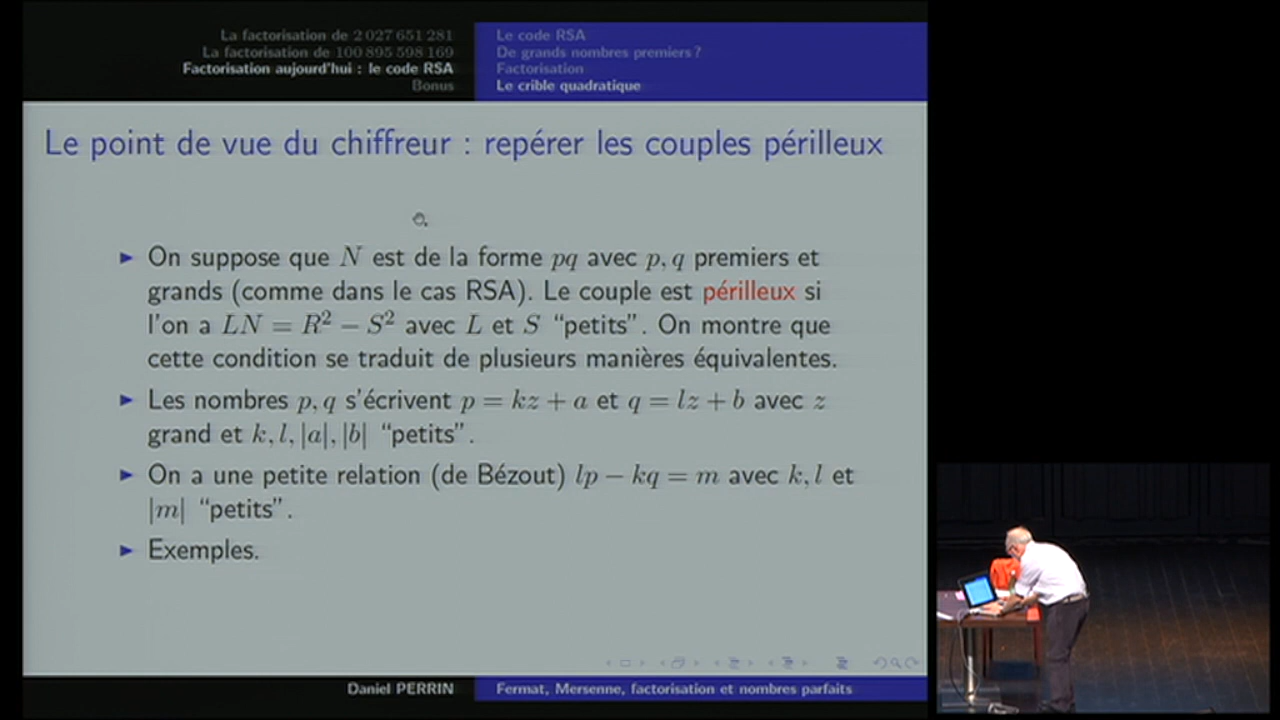 La factorisation de 2 027 651 281
La factorisation de 100 895 598 169
Factorisation aujourd'hui : le code RSA
Bonus
Le code RSA
De grands nombres premiers ?
Factorisation
Le crible quadratique
Le point de vue du chiffreur : repérer les couples périlleux
► On suppose que N est de la forme pq avec p, q premiers et
grands (comme dans le cas RSA). Le couple est périlleux si
l'on a LN = R² − S² avec L et S “petits”. On montre que
cette condition se traduit de plusieurs manières équivalentes.
► Les nombres p, q s'écrivent p = kz + a et q = lz + b avec z
grand et k, l, |a|, |b| “petits”.
► On a une petite relation (de Bézout) lp − kq = m avec k, l et
|m| “petits”.
► Exemples.
Daniel PERRIN
Fermat, Mersenne, factorisation et nombres parfaits